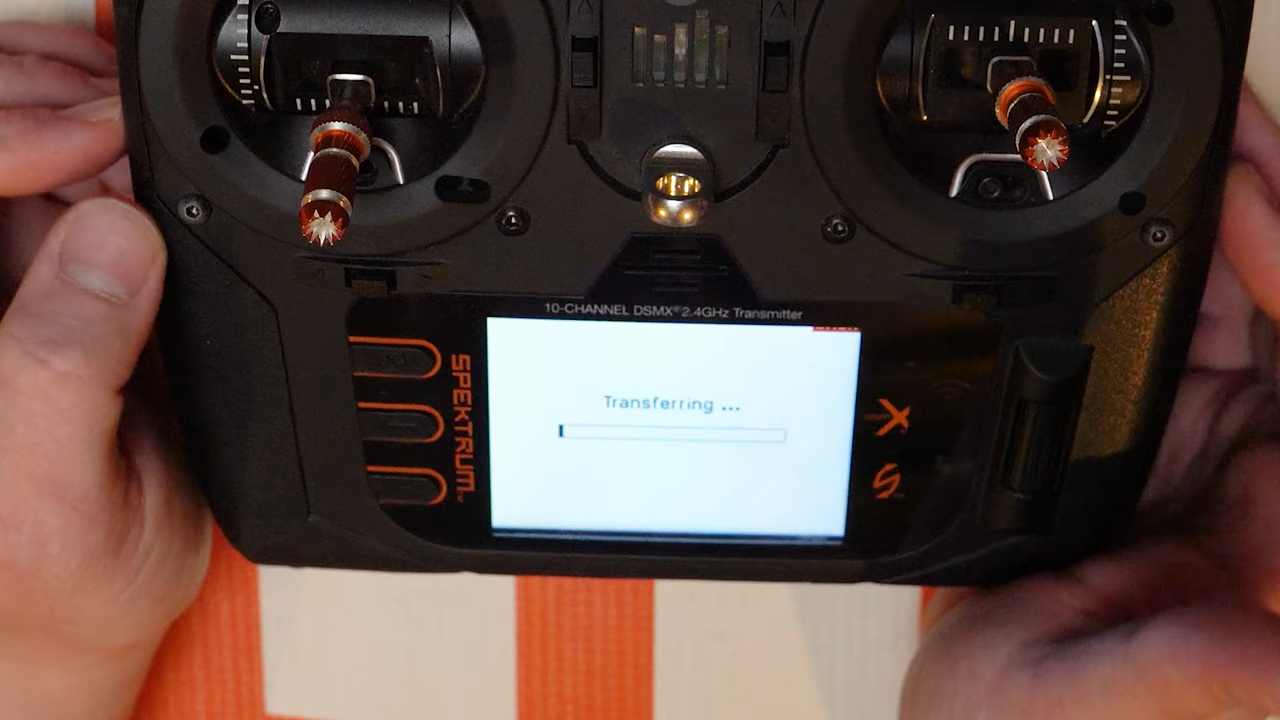 10-CHANNEL DSMX® 2.4GHz Transmitter
Transferring ...
SPEKTRUM